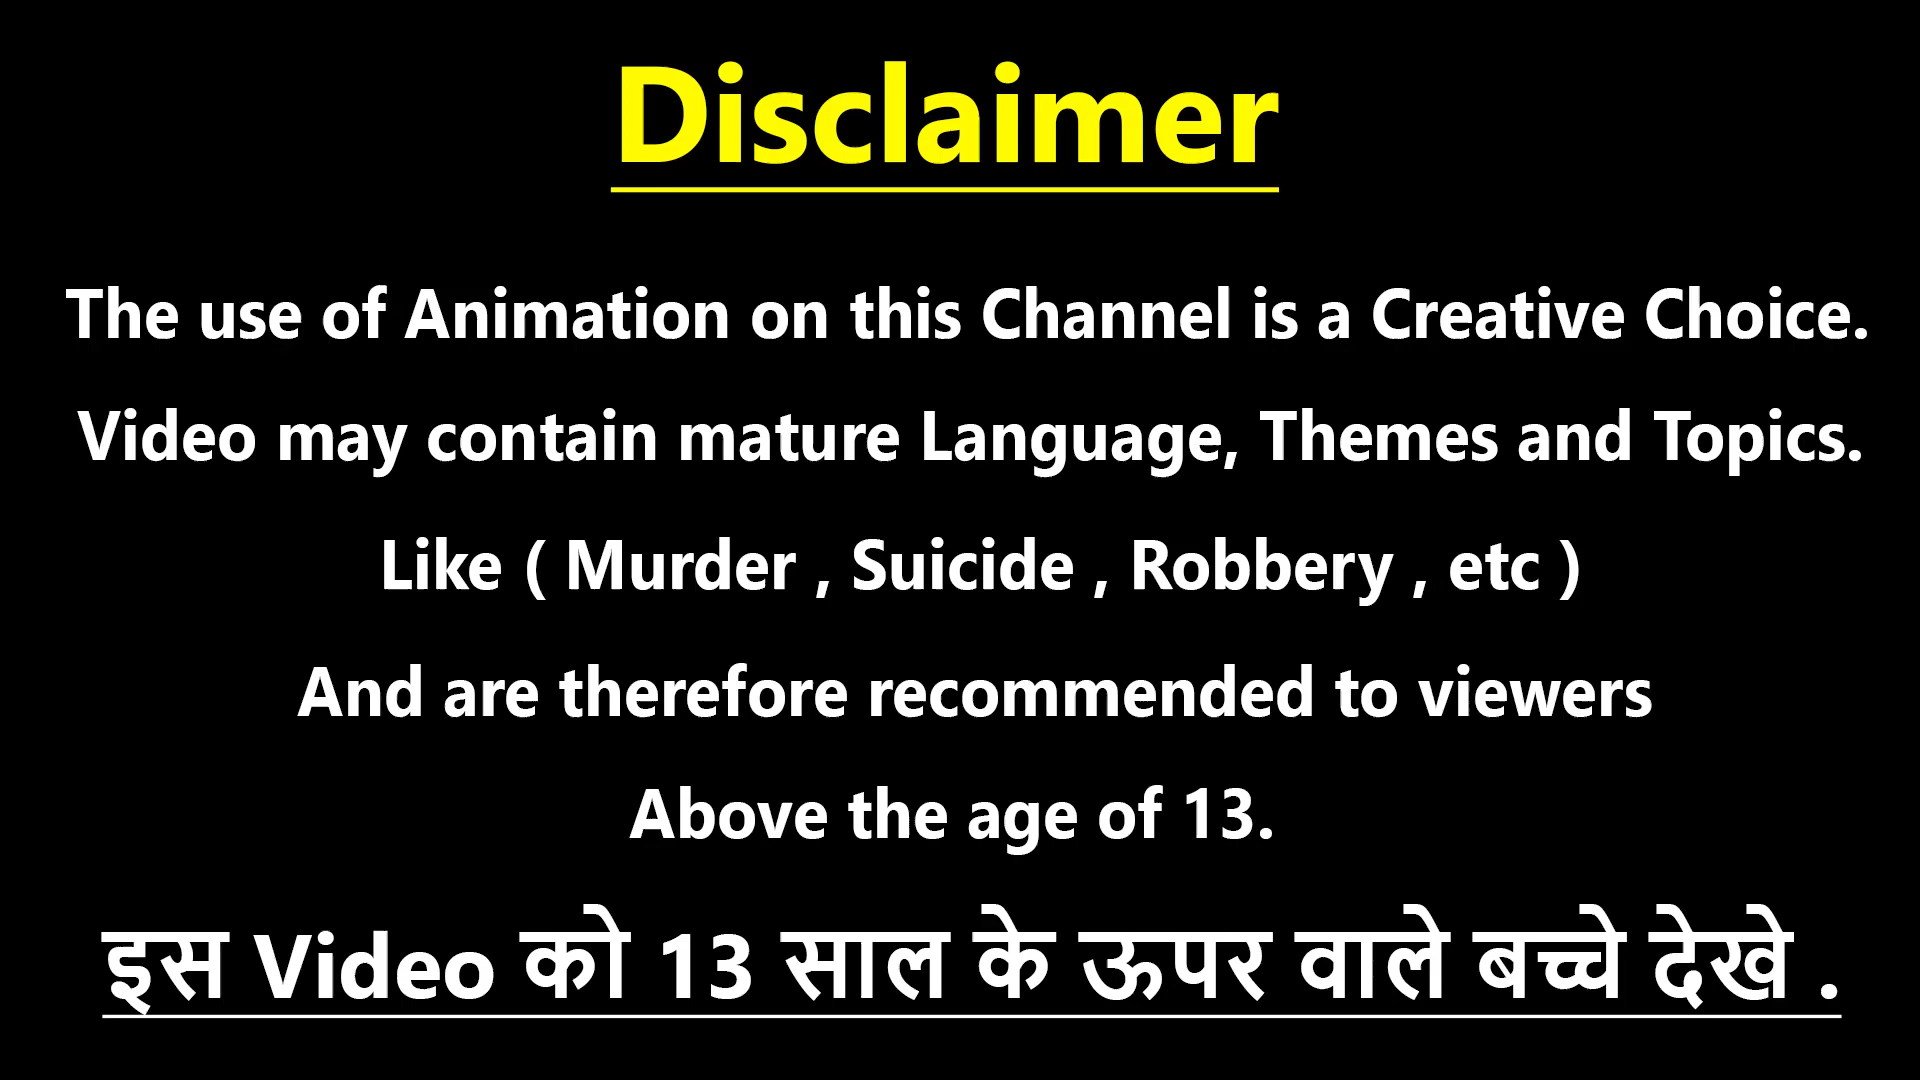 Disclaimer
The use of Animation on this Channel is a Creative Choice.
Video may contain mature Language, Themes and Topics.
Like ( Murder , Suicide , Robbery , etc )
And are therefore recommended to viewers
Above the age of 13.
इस Video को 13 साल के ऊपर वाले बच्चे देखे .